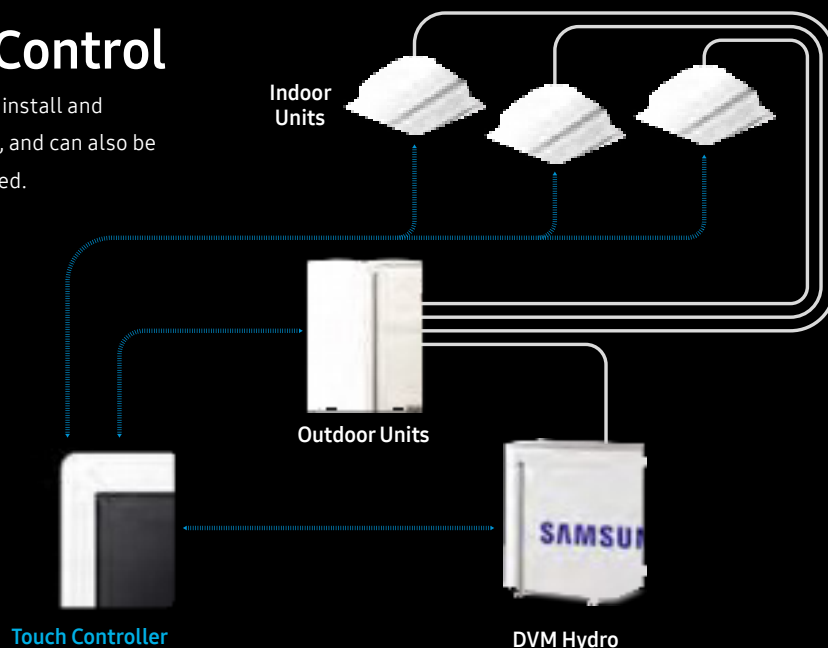 Control
install and
, and can also be
ed.
Indoor
Units
Outdoor Units
SAMSUN
Touch Controller
DVM Hydro